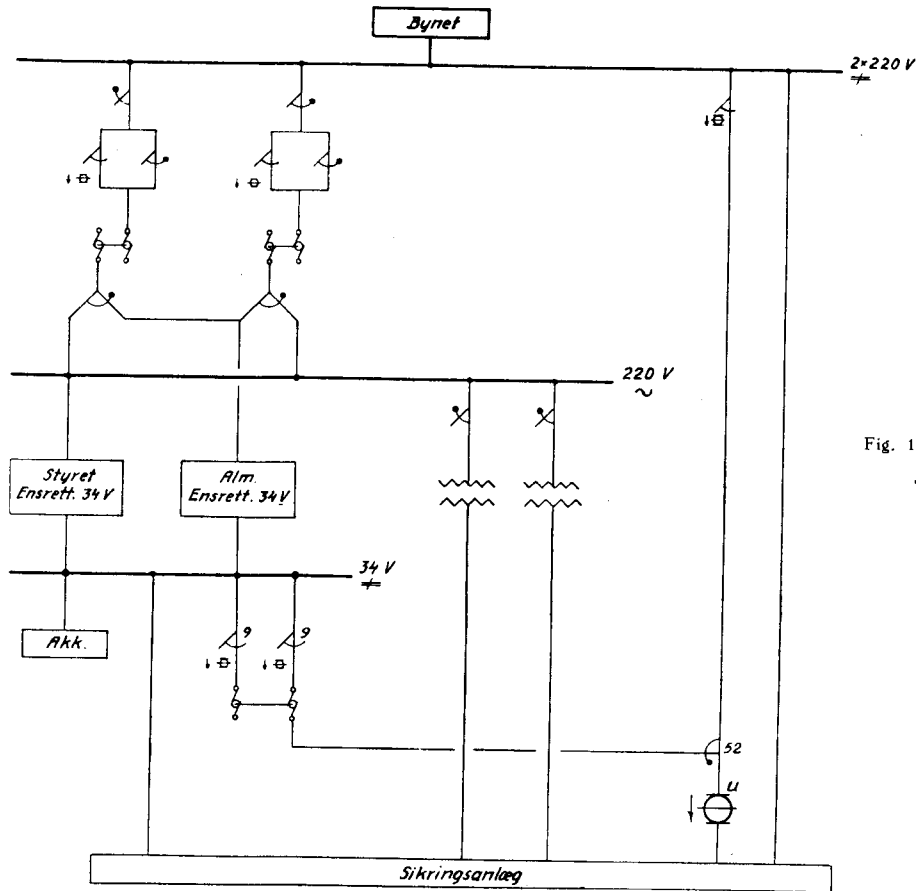 Bynet
2×220 V
220 V
~
Fig. 1
Styret
Ensrett. 34 V
Alm.
Ensrett. 34 V
34 V
Akk.
9
9
52
U
Sikringsanlæg